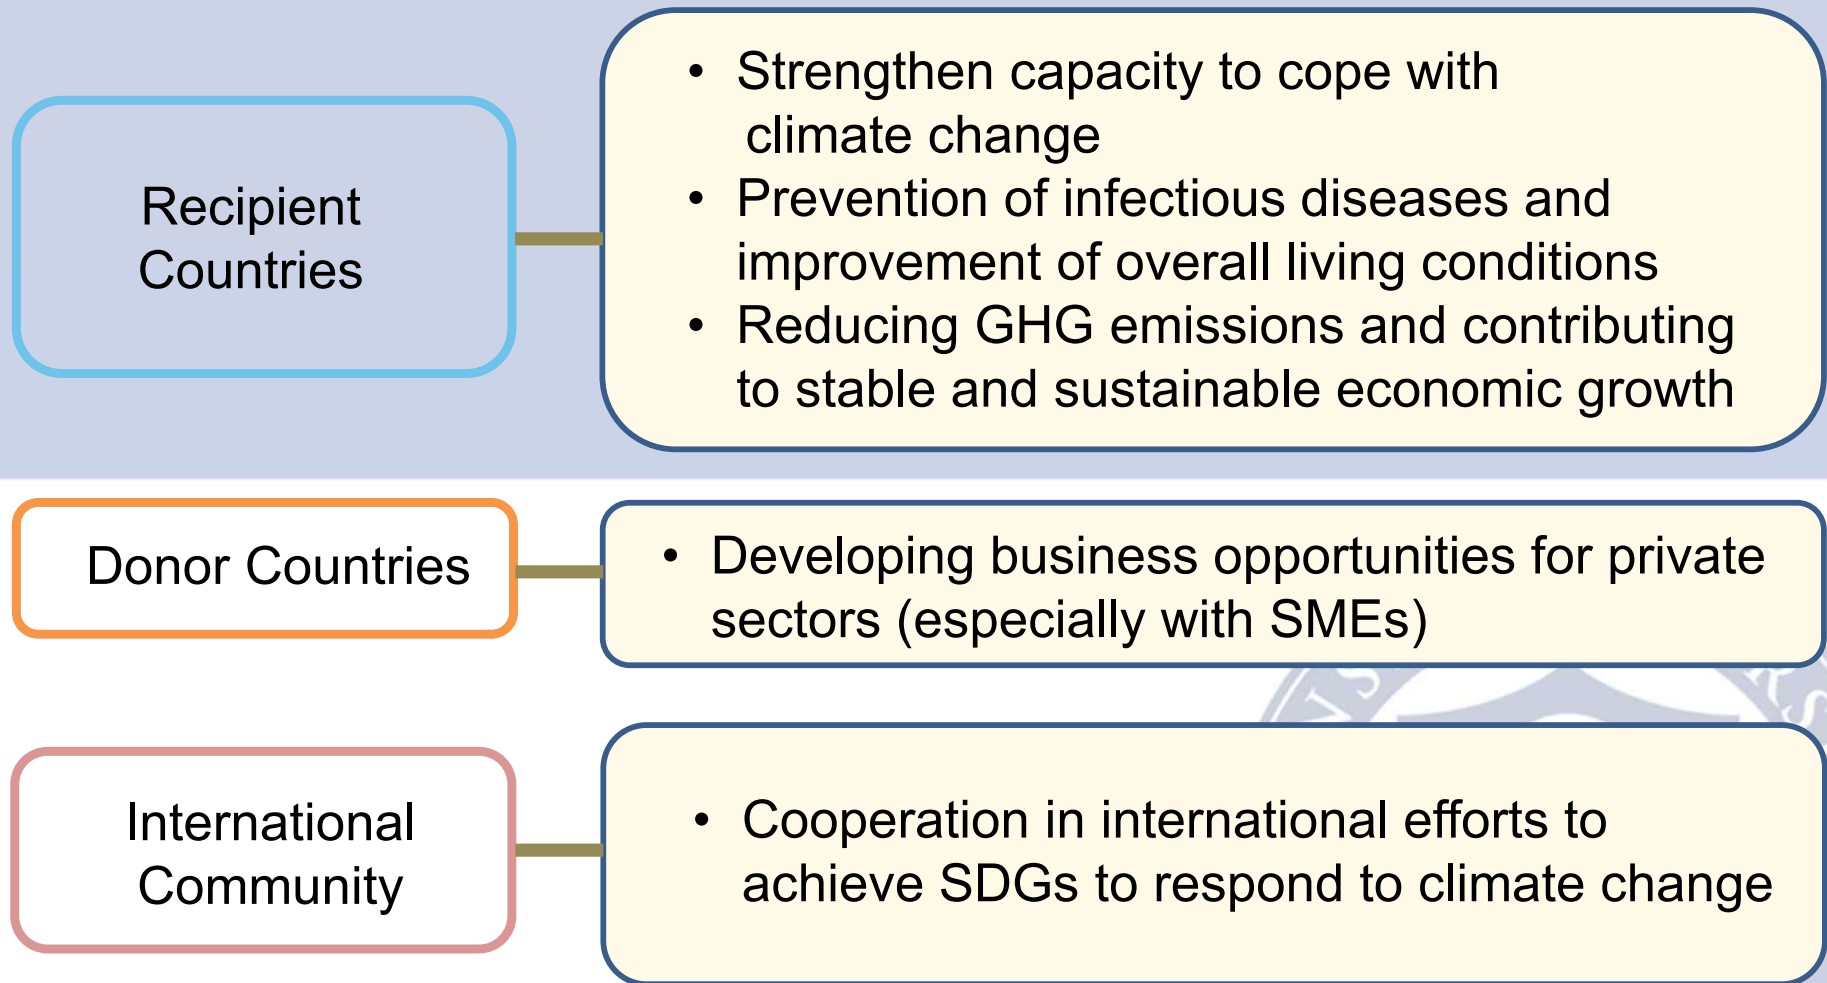 Recipient
Countries
• Strengthen capacity to cope with
climate change
• Prevention of infectious diseases and
improvement of overall living conditions
• Reducing GHG emissions and contributing
to stable and sustainable economic growth
Donor Countries
• Developing business opportunities for private
sectors (especially with SMEs)
International
Community
• Cooperation in international efforts to
achieve SDGs to respond to climate change